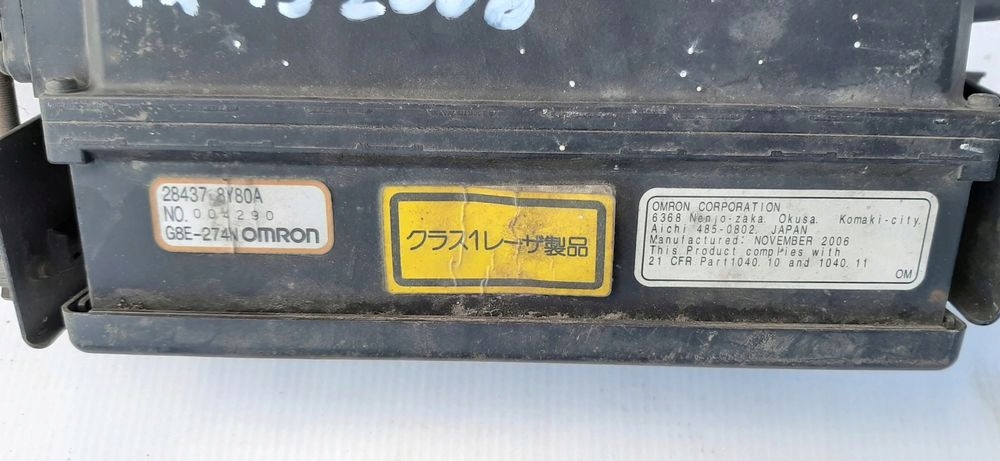 28437 8Y80A
NO. 004290
G8E-274N OMRON
クラス1レーザ製品
OMRON CORPORATION
6368 Nenjo-zaka. Okusa. Komaki-city.
Aichi 485-0802. JAPAN
Manufactured: NOVEMBER 2006
This Product complies with
21 CFR Part1040.10 and 1040.11
OM